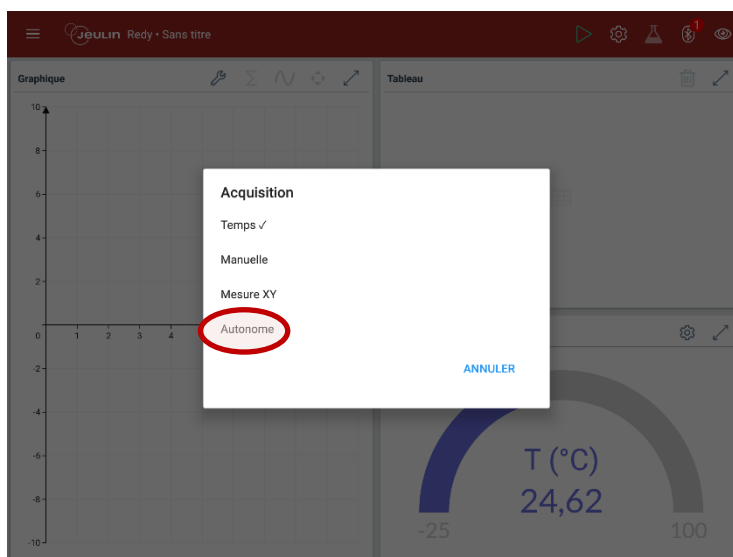 Jeulin Redy • Sans titre
1
Graphique
Tableau
10
8
6
4
2
0 1 2 3 4
-2
-4
-6
-8
-10
Acquisition
Temps ✓
Manuelle
Mesure XY
Autonome
ANNULER
T (°C)
24,62
-25 100